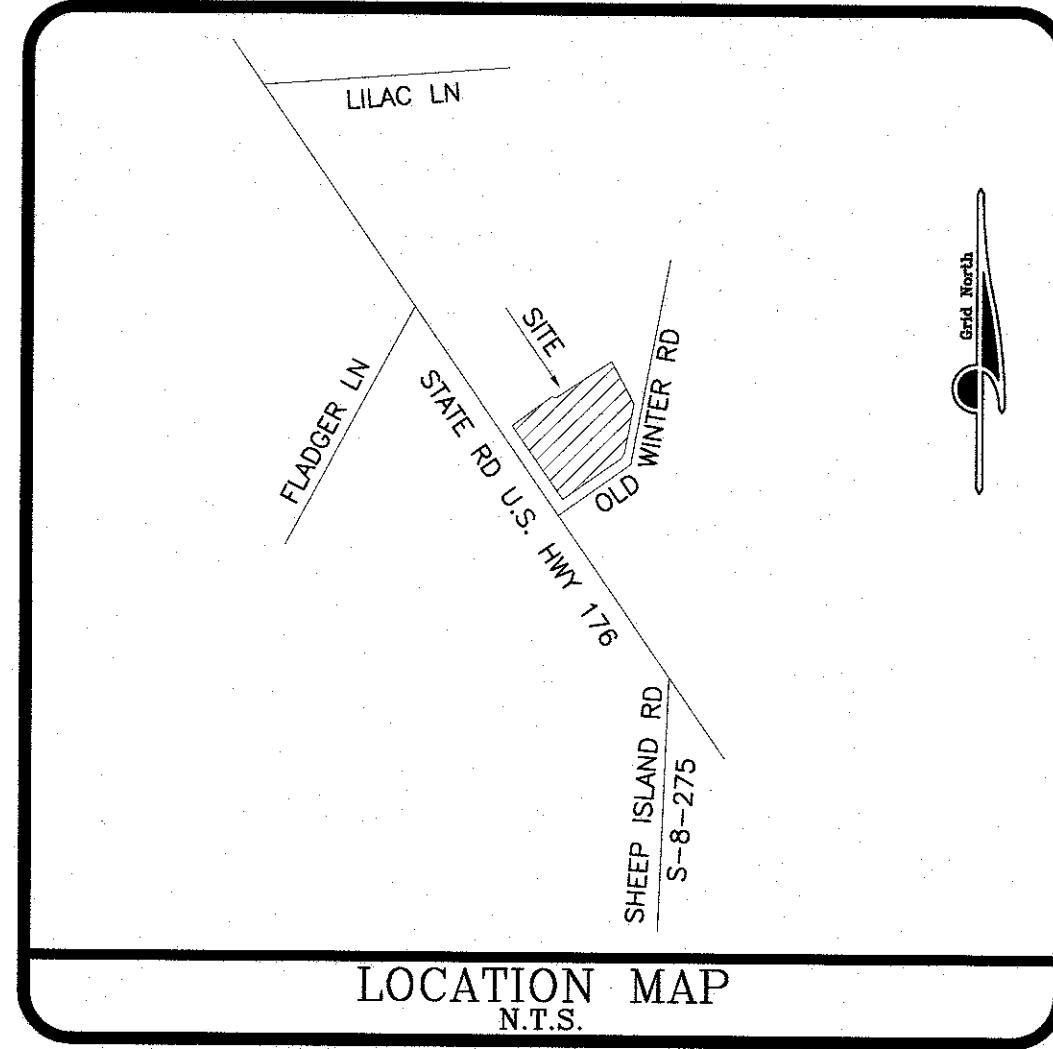 LILAC LN
Grid North
SITE
FLADGER LN
WINTER RD
STATE RD U.S. HWY 176
OLD
SHEEP ISLAND RD
S-8-275
LOCATION MAP
N.T.S.